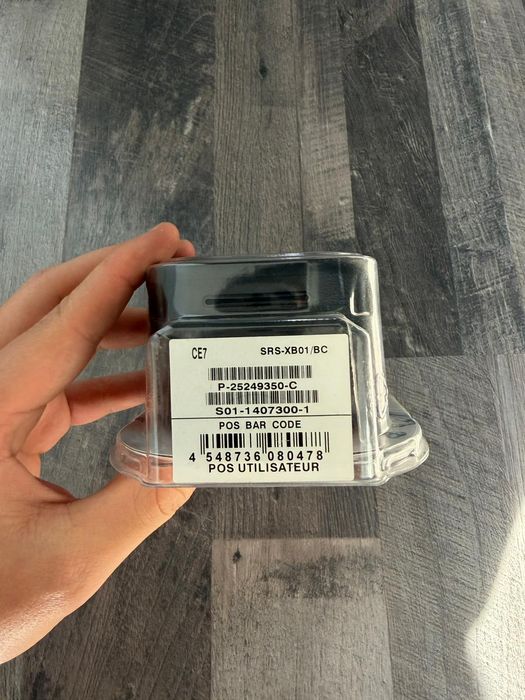 CE7 SRS-XB01/BC
P-25249350-C
S01-1407300-1
POS BAR CODE
4 548736 080478
POS UTILISATEUR